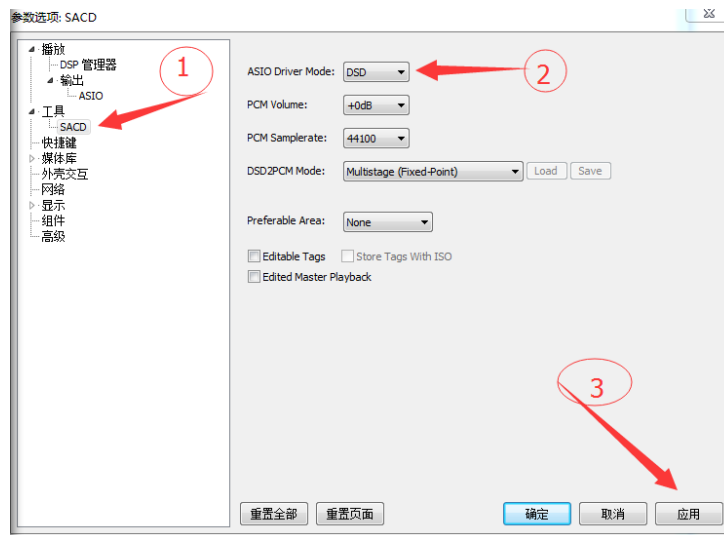 参数选项: SACD
播放
DSP 管理器
输出
ASIO
工具
SACD
快捷键
媒体库
外壳交互
网络
显示
组件
高级
1
ASIO Driver Mode: DSD
2
PCM Volume: +0dB
PCM Samplerate: 44100
DSD2PCM Mode: Multistage (Fixed-Point) Load Save
Preferable Area: None
Editable Tags Store Tags With ISO
Edited Master Playback
3
重置全部 重置页面 确定 取消 应用